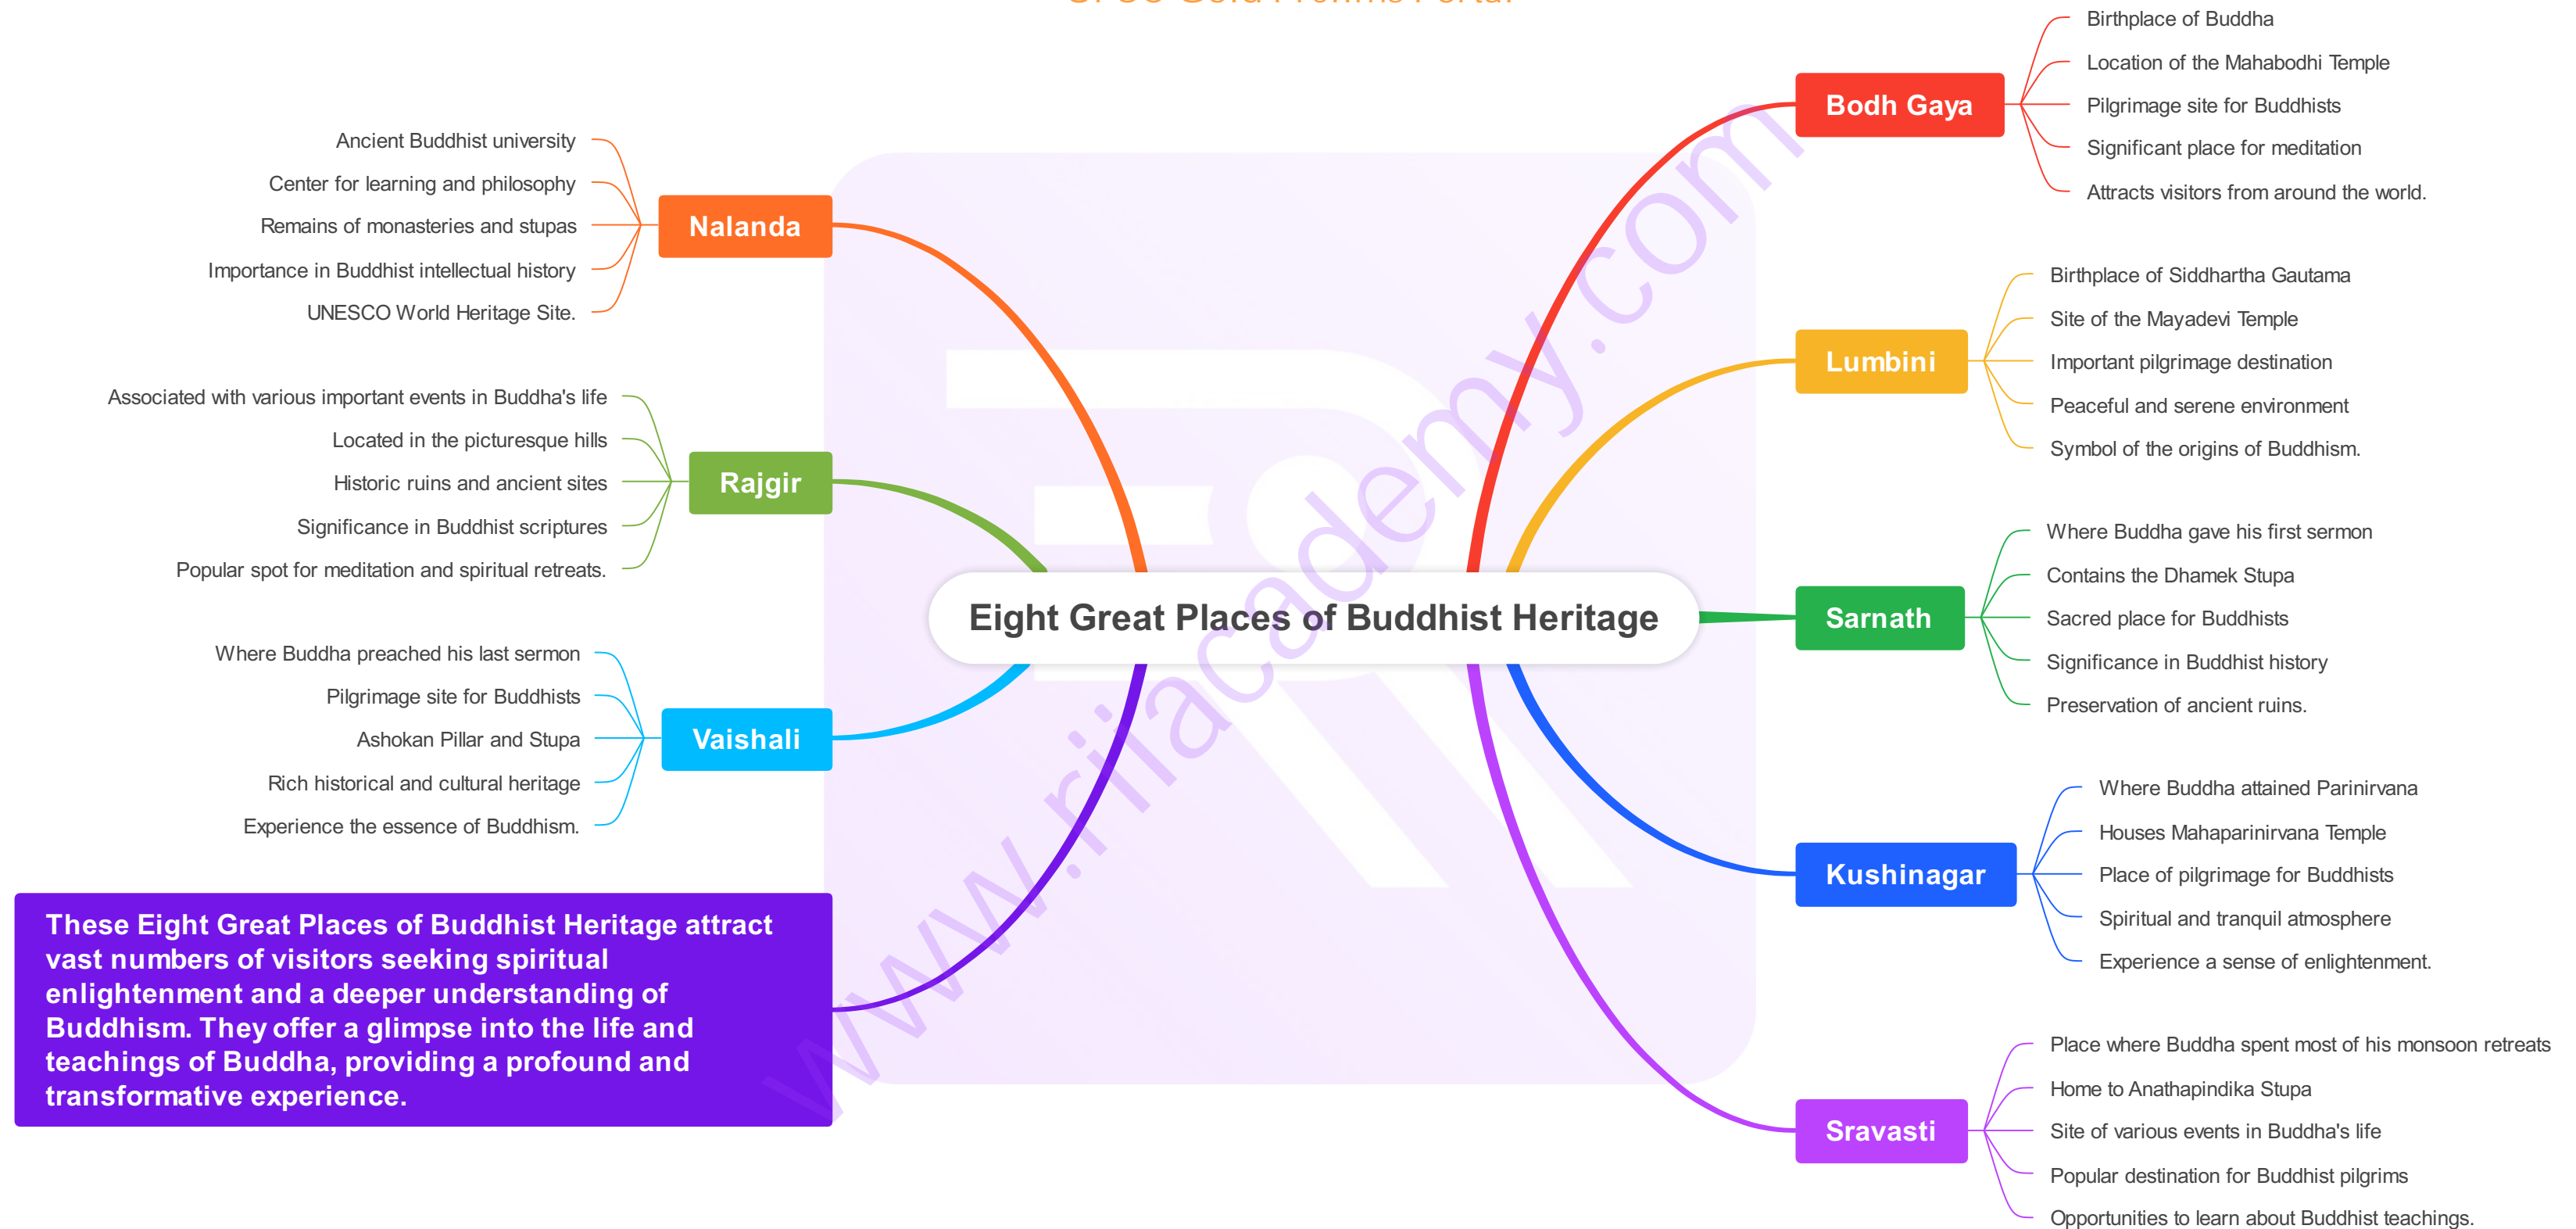 Eight Great Places of Buddhist Heritage
Bodh Gaya
Birthplace of Buddha
Location of the Mahabodhi Temple
Pilgrimage site for Buddhists
Significant place for meditation
Attracts visitors from around the world.
Lumbini
Birthplace of Siddhartha Gautama
Site of the Mayadevi Temple
Important pilgrimage destination
Peaceful and serene environment
Symbol of the origins of Buddhism.
Sarnath
Where Buddha gave his first sermon
Contains the Dhamek Stupa
Sacred place for Buddhists
Significance in Buddhist history
Preservation of ancient ruins.
Kushinagar
Where Buddha attained Parinirvana
Houses Mahaparinirvana Temple
Place of pilgrimage for Buddhists
Spiritual and tranquil atmosphere
Experience a sense of enlightenment.
Sravasti
Place where Buddha spent most of his monsoon retreats
Home to Anathapindika Stupa
Site of various events in Buddha's life
Popular destination for Buddhist pilgrims
Opportunities to learn about Buddhist teachings.
Nalanda
Ancient Buddhist university
Center for learning and philosophy
Remains of monasteries and stupas
Importance in Buddhist intellectual history
UNESCO World Heritage Site.
Rajgir
Associated with various important events in Buddha's life
Located in the picturesque hills
Historic ruins and ancient sites
Significance in Buddhist scriptures
Popular spot for meditation and spiritual retreats.
Vaishali
Where Buddha preached his last sermon
Pilgrimage site for Buddhists
Ashokan Pillar and Stupa
Rich historical and cultural heritage
Experience the essence of Buddhism.
These Eight Great Places of Buddhist Heritage attract
vast numbers of visitors seeking spiritual
enlightenment and a deeper understanding of
Buddhism. They offer a glimpse into the life and
teachings of Buddha, providing a profound and
transformative experience.